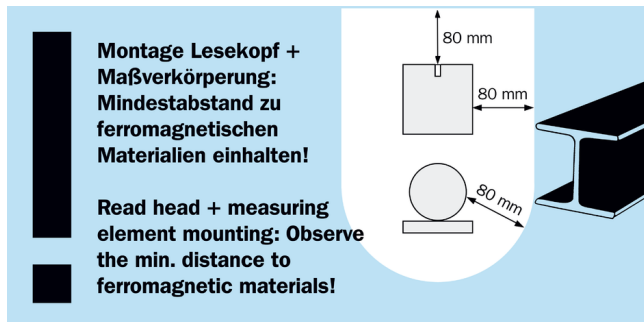 Montage Lesekopf +
Maßverkörperung:
Mindestabstand zu
ferromagnetischen
Materialien einhalten!
Read head + measuring
element mounting: Observe
the min. distance to
ferromagnetic materials!
80 mm
80 mm
80 mm